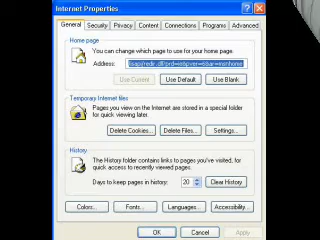 Internet Properties
General Security Privacy Content Connections Programs Advanced
Home page
You can change which page to use for your home page.
Address:
Use Current Use Default Use Blank
Temporary Internet files
Pages you view on the Internet are stored in a special folder
for quick viewing later.
Delete Cookies... Delete Files... Settings...
History
The History folder contains links to pages you've visited, for
quick access to recently viewed pages.
Days to keep pages in history: 20 Clear History
Colors... Fonts... Languages... Accessibility...
OK Cancel Apply